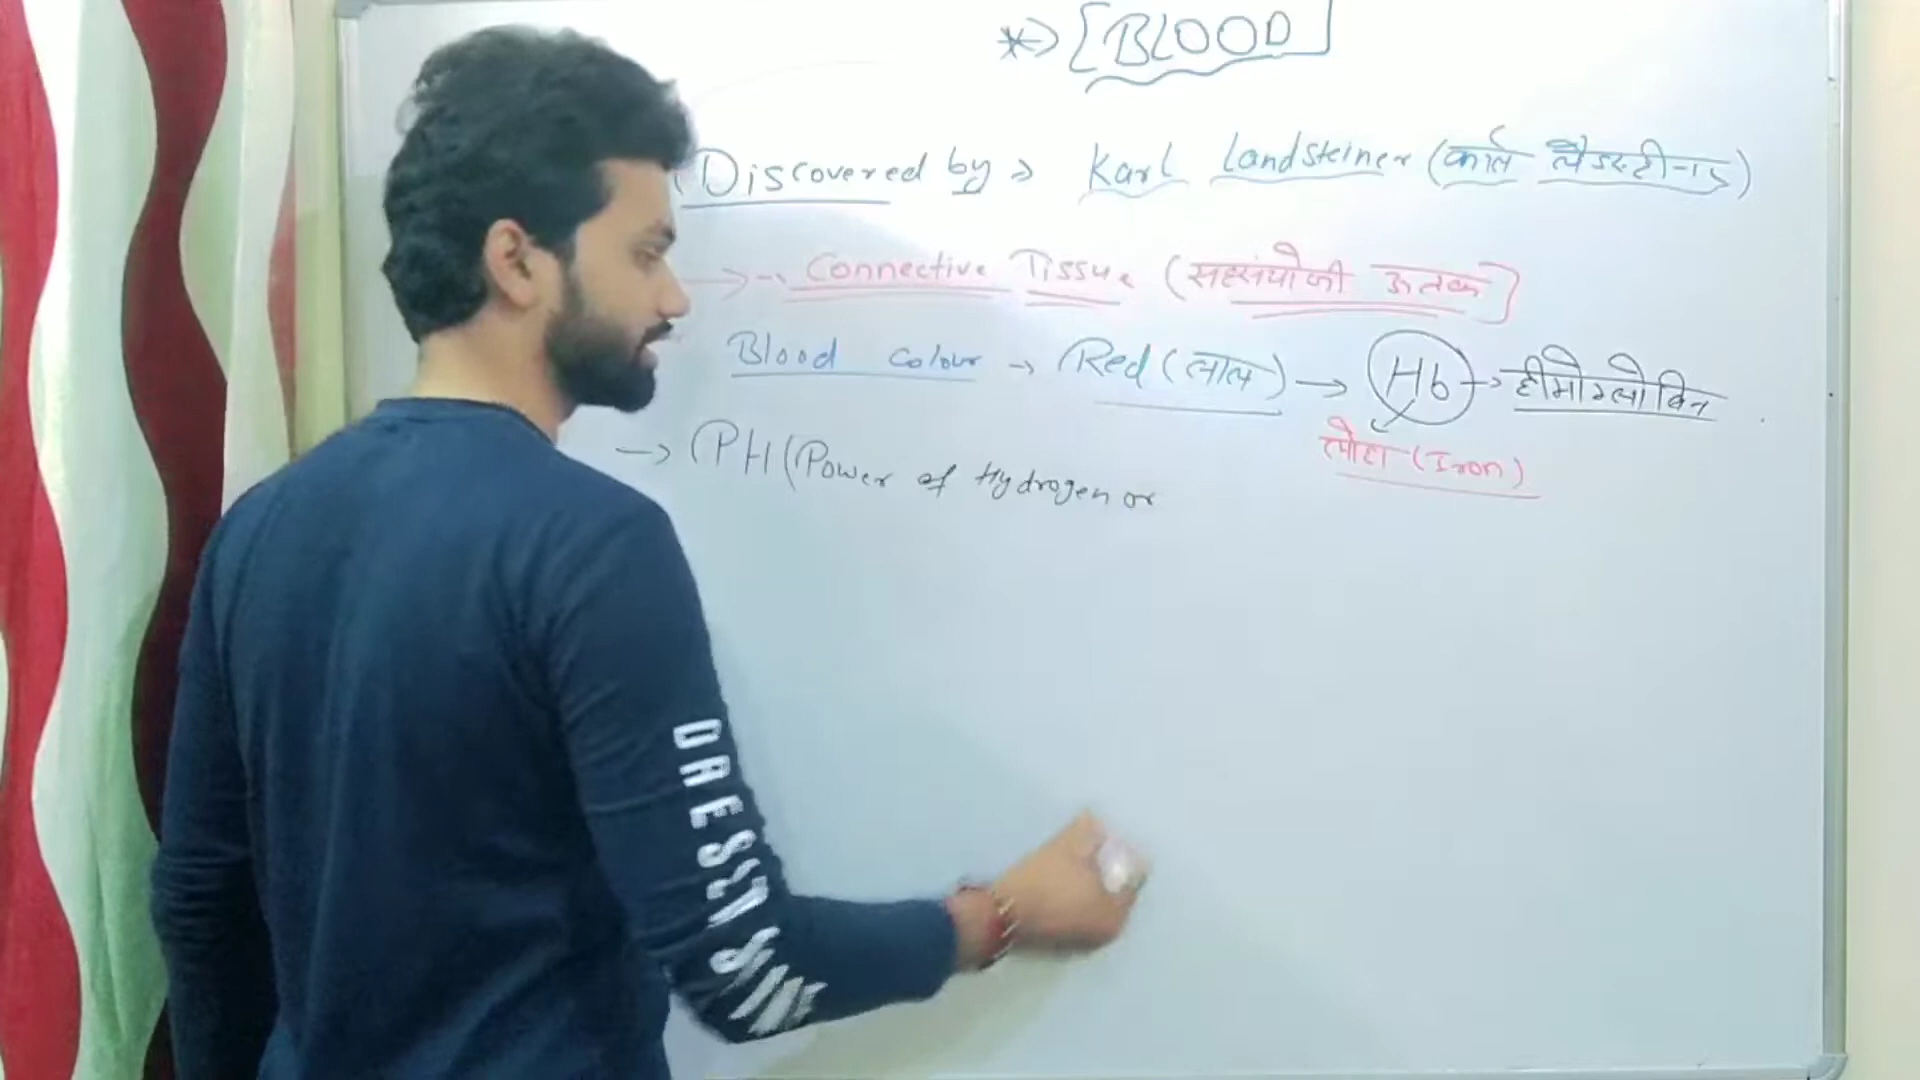 *→ [BLOOD]
Discovered by → Karl Landsteiner (कार्ल लैंडस्टीनर)
→ Connective Tissue (सहसंयोजी ऊतक)
Blood Colour → Red (लाल) → Hb → हीमोग्लोबिन
लोहा (Iron)
→ PH (Power of Hydrogen or